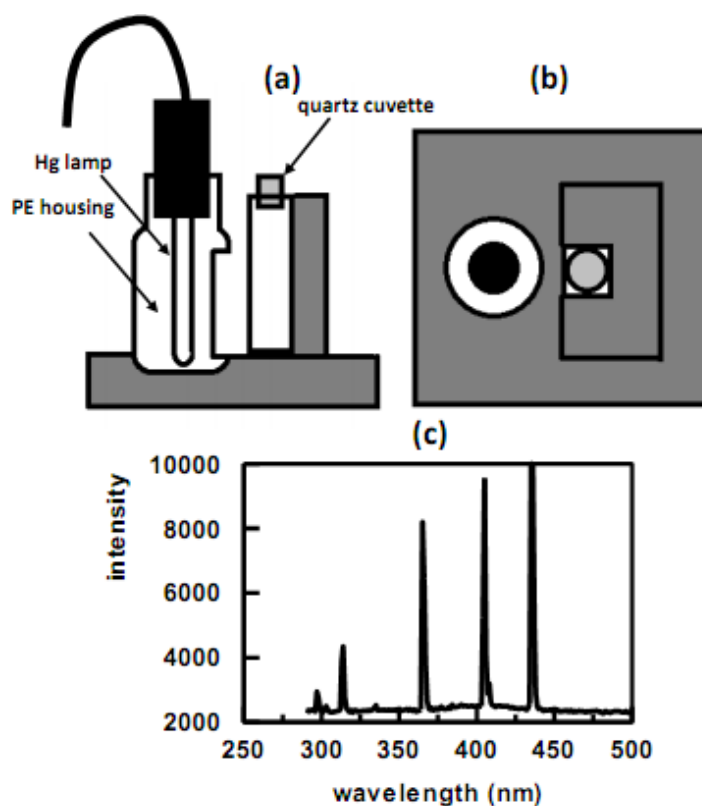 (a)
(b)
quartz cuvette
Hg lamp
PE housing
(c)
10000
8000
6000
4000
2000
intensity
250 300 350 400 450 500
wavelength (nm)